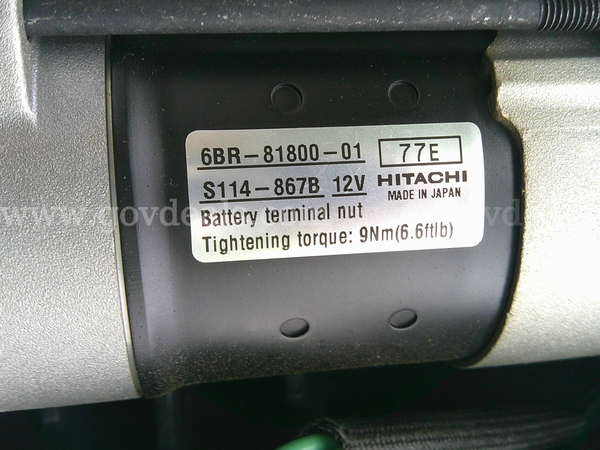 6BR-81800-01 77E
S114-867B 12V HITACHI
MADE IN JAPAN
Battery terminal nut
Tightening torque: 9Nm(6.6ftlb)